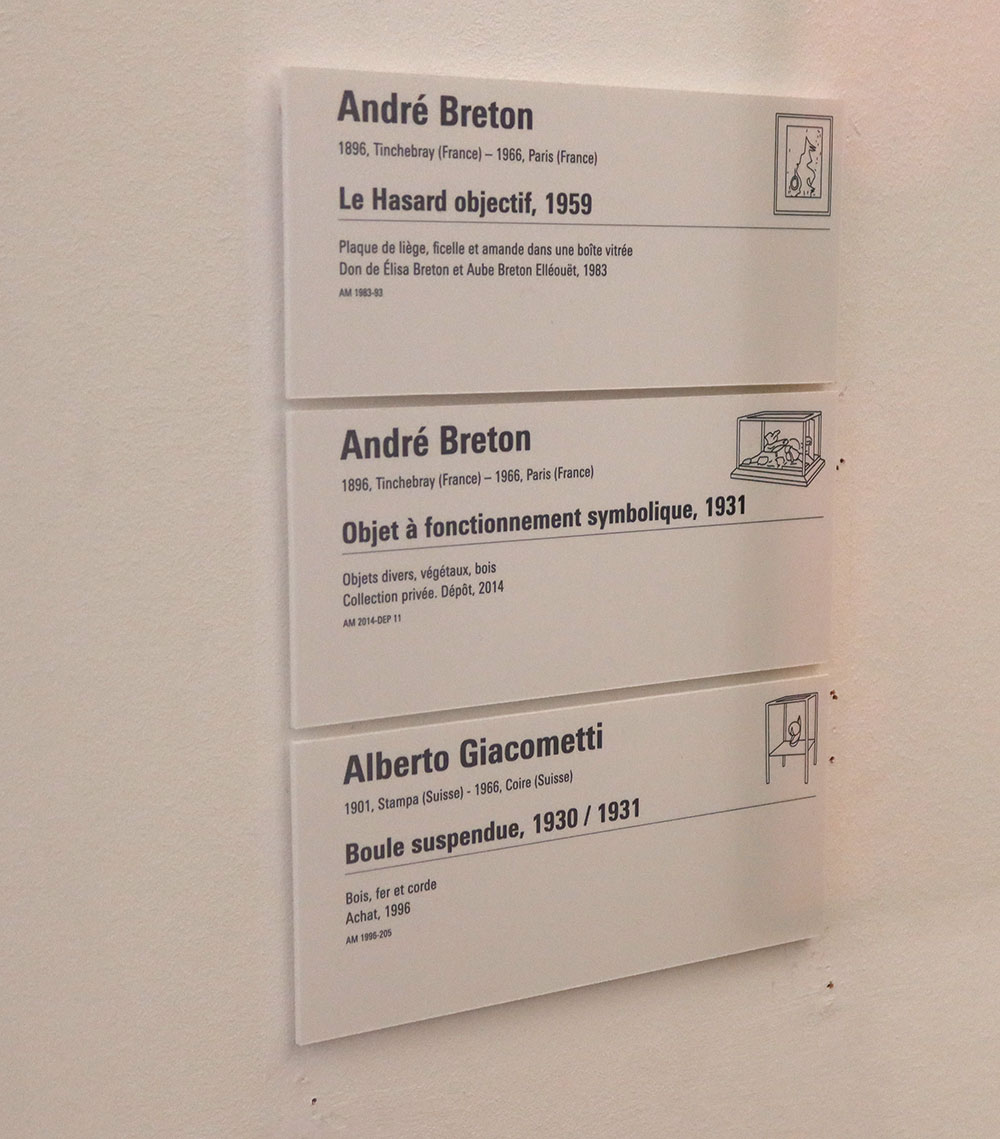 André Breton
1896, Tinchebray (France) – 1966, Paris (France)
Le Hasard objectif, 1959
Plaque de liège, ficelle et amande dans une boîte vitrée
Don de Élisa Breton et Aube Breton Elléouët, 1983
AM 1983-93
André Breton
1896, Tinchebray (France) – 1966, Paris (France)
Objet à fonctionnement symbolique, 1931
Objets divers, végétaux, bois
Collection privée. Dépôt, 2014
AM 2014-DEP 11
Alberto Giacometti
1901, Stampa (Suisse) - 1966, Coire (Suisse)
Boule suspendue, 1930 / 1931
Bois, fer et corde
Achat, 1996
AM 1996-205